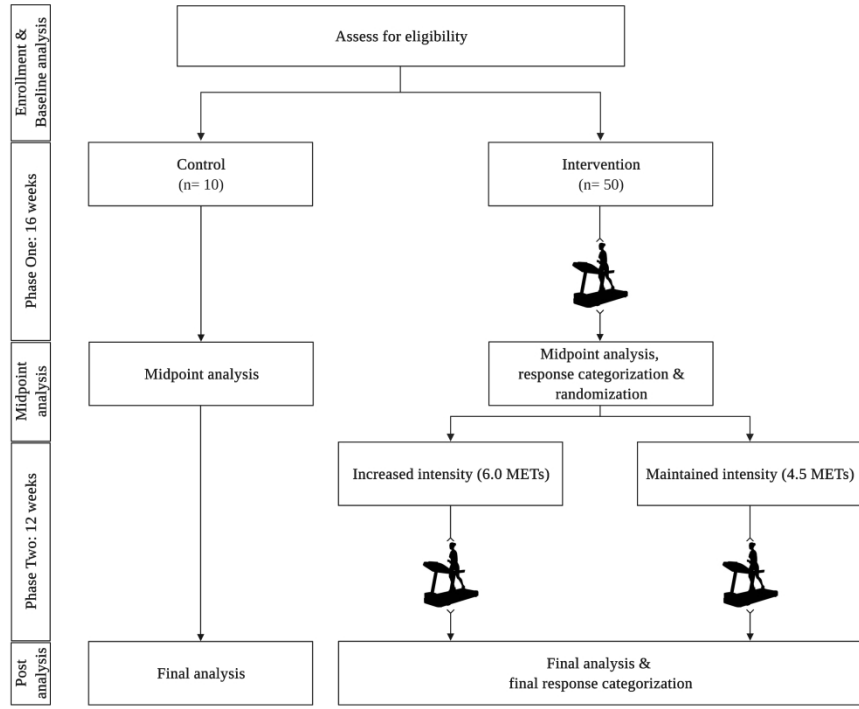 Enrollment &
Baseline analysis
Assess for eligibility
Phase One: 16 weeks
Control
(n= 10)
Intervention
(n= 50)
Midpoint
analysis
Midpoint analysis
Midpoint analysis,
response categorization &
randomization
Phase Two: 12 weeks
Increased intensity (6.0 METs)
Maintained intensity (4.5 METs)
Post
analysis
Final analysis
Final analysis &
final response categorization